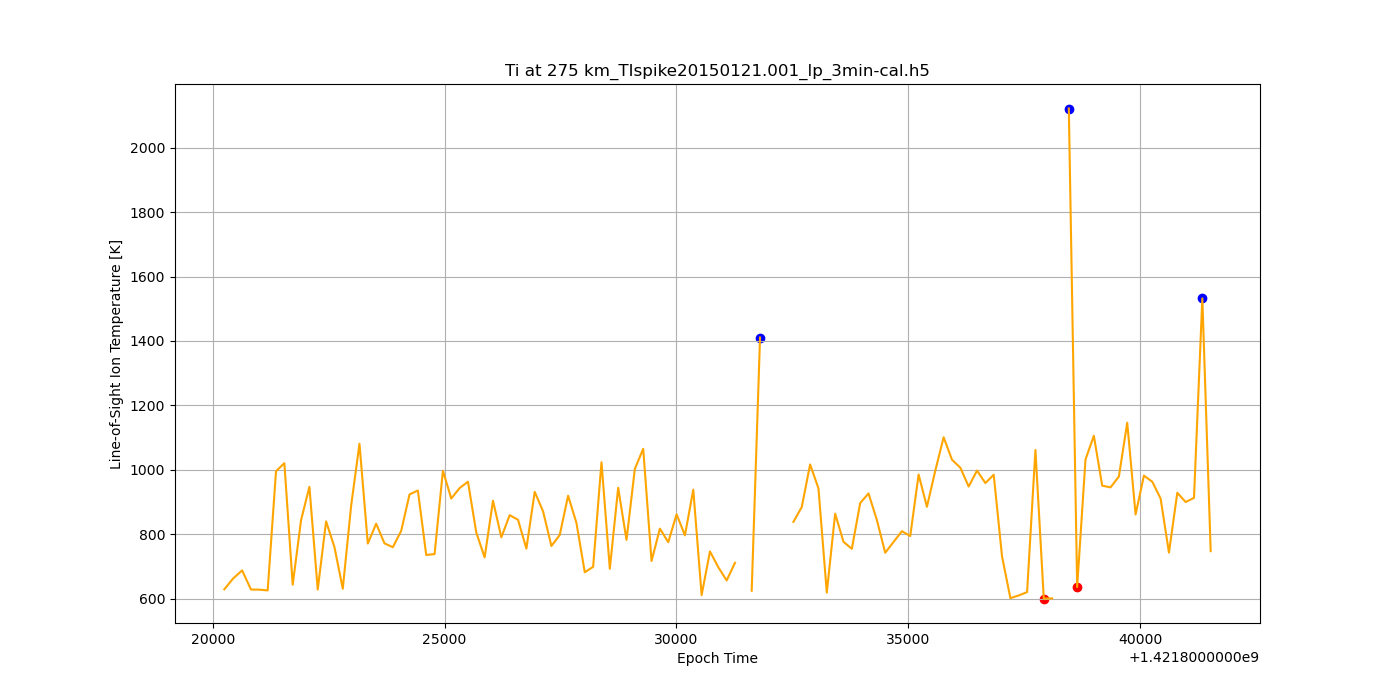 Ti at 275 km_TIspike20150121.001_lp_3min-cal.h5
Line-of-Sight Ion Temperature [K]
2000
1800
1600
1400
1200
1000
800
600
20000 25000 30000 35000 40000
Epoch Time
+1.4218000000e9